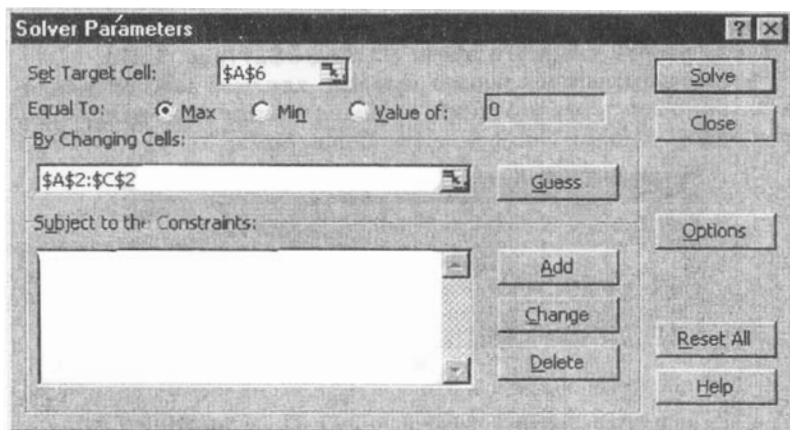 Solver Parameters
Set Target Cell: $A$6 Solve
Equal To: Max Min Value of: 0 Close
By Changing Cells:
$A$2:$C$2 Guess
Subject to the Constraints: Options
Add
Change
Reset All
Delete
Help